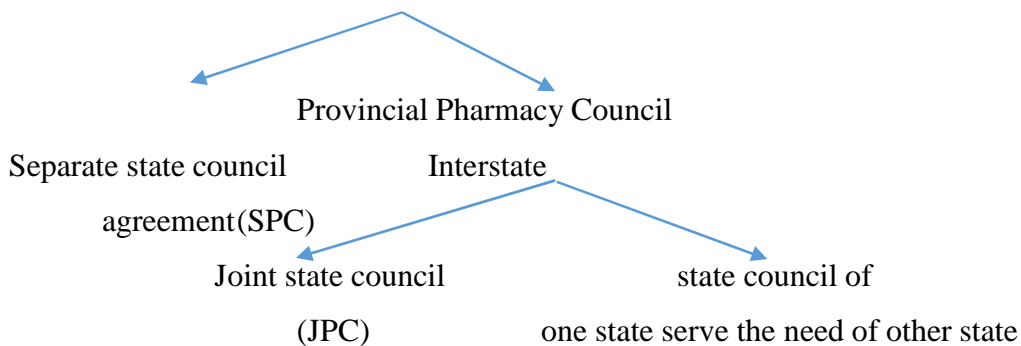 Provincial Pharmacy Council
Separate state council Interstate
agreement(SPC)
Joint state council state council of
(JPC) one state serve the need of other state